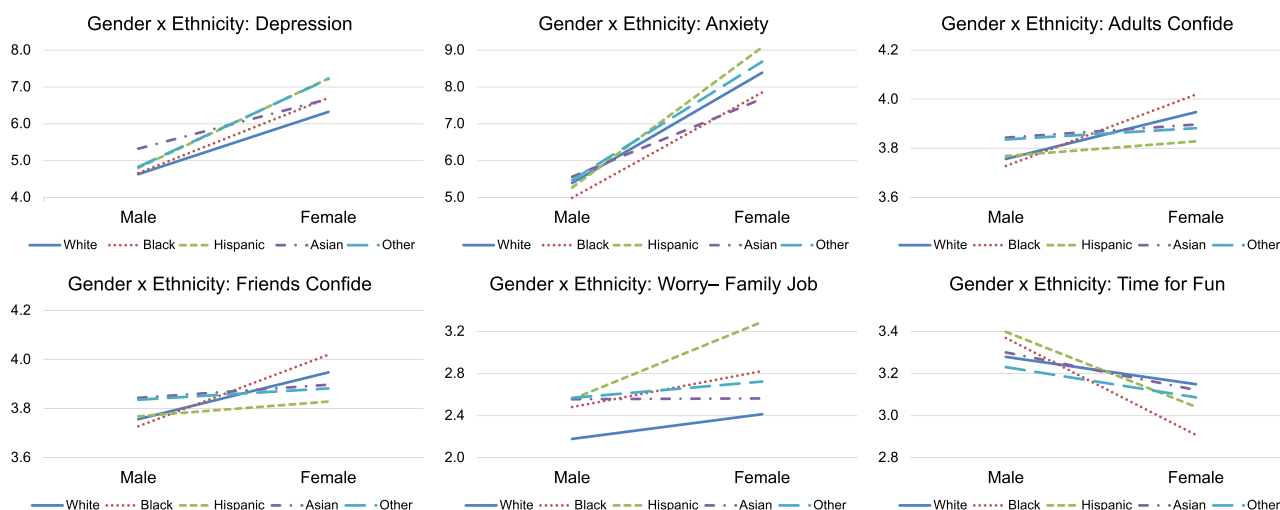 Gender x Ethnicity: Depression
8.0
7.0
6.0
5.0
4.0
Male Female
White Black Hispanic Asian Other
Gender x Ethnicity: Anxiety
9.0
8.0
7.0
6.0
5.0
Male Female
White Black Hispanic Asian Other
Gender x Ethnicity: Adults Confide
4.2
4.0
3.8
3.6
Male Female
White Black Hispanic Asian Other
Gender x Ethnicity: Friends Confide
4.2
4.0
3.8
3.6
Male Female
White Black Hispanic Asian Other
Gender x Ethnicity: Worry– Family Job
3.2
2.8
2.4
2.0
Male Female
White Black Hispanic Asian Other
Gender x Ethnicity: Time for Fun
3.4
3.2
3.0
2.8
Male Female
White Black Hispanic Asian Other